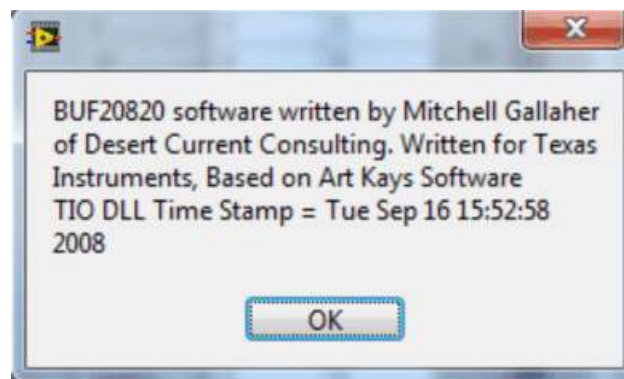 BUF20820 software written by Mitchell Gallaher
of Desert Current Consulting. Written for Texas
Instruments, Based on Art Kays Software
TIO DLL Time Stamp = Tue Sep 16 15:52:58
2008
OK